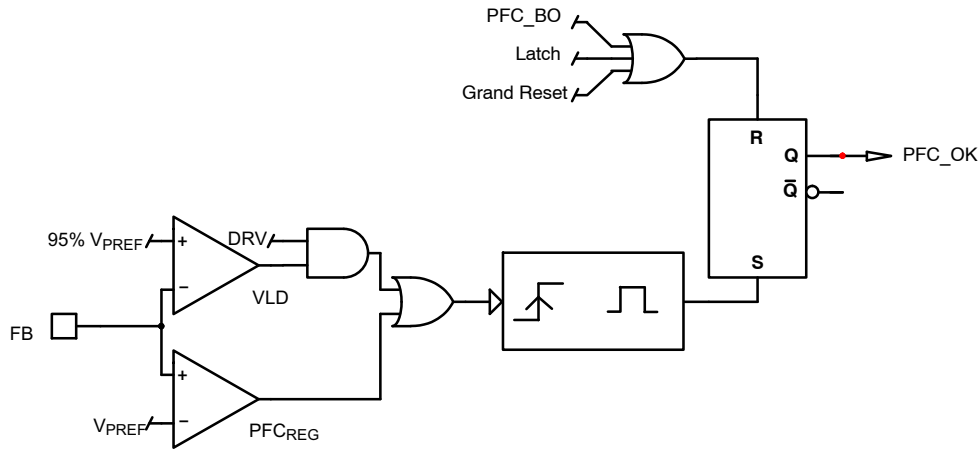 PFC_BO
Latch
Grand Reset
R
Q
PFC_OK
Q̅
S
95% VPREF
+
−
DRV
VLD
FB
+
−
VPREF
PFCREG